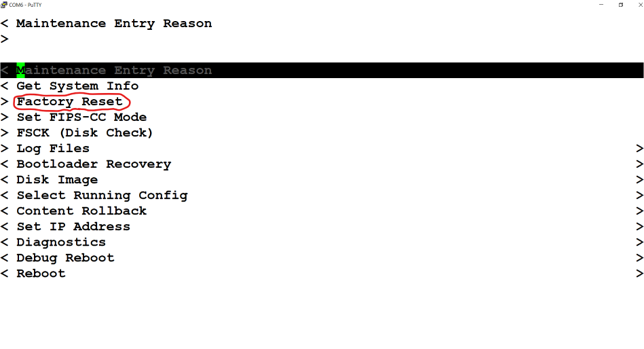 COM6 - PuTTY
< Maintenance Entry Reason
>
< Maintenance Entry Reason
< Get System Info
> Factory Reset
> Set FIPS-CC Mode
> FSCK (Disk Check)
> Log Files >
< Bootloader Recovery >
< Disk Image >
< Select Running Config >
< Content Rollback >
< Set IP Address >
< Diagnostics >
< Debug Reboot >
< Reboot >